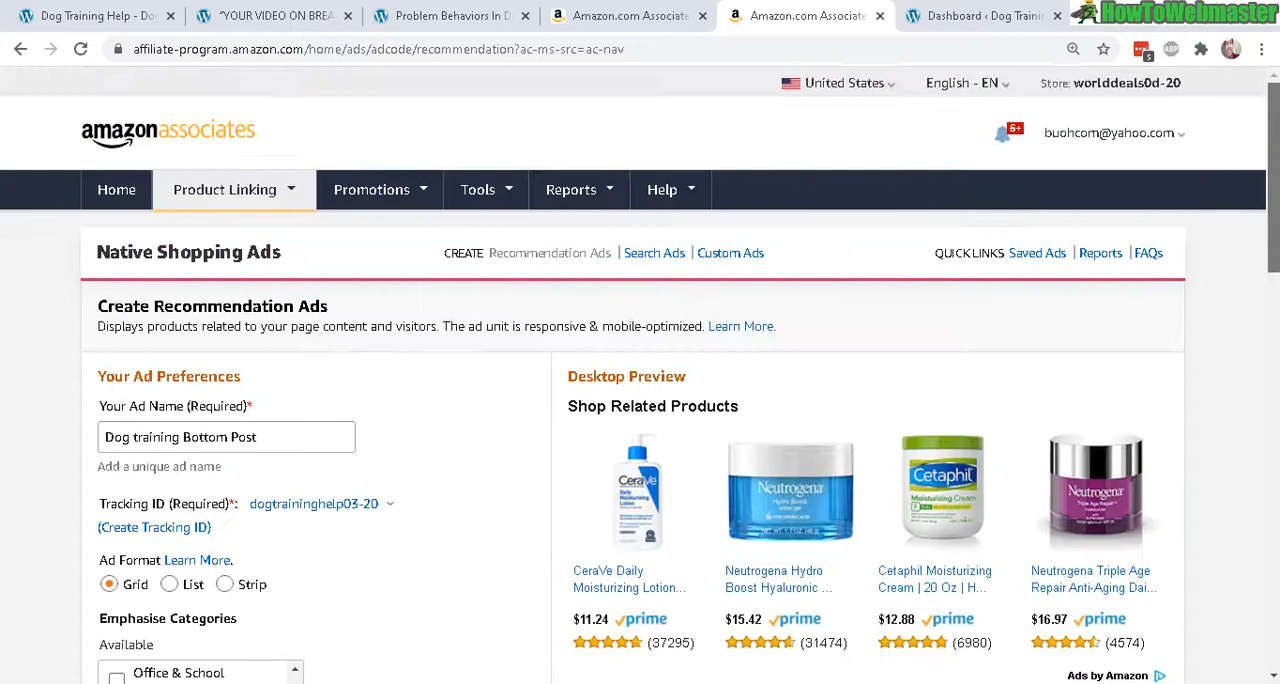 Dog Training Help - Dog
"YOUR VIDEO ON BREA
Problem
Amazon.com Associate
Amazon.com Associate
Dashboard ‹ Dog Trainin
HowToWebmaster
affiliate-program.amazon.com/home/ads/adcode/recommendation?ac-ms-src=ac-nav
5
ABP
United States English - EN Store: worlddeals0d-20
amazonassociates
6+ buohcom@yahoo.com
Home Product Linking Promotions Tools Reports Help
Native Shopping Ads CREATE Recommendation Ads | Search Ads | Custom Ads QUICK LINKS Saved Ads | Reports | FAQs
Create Recommendation Ads
Displays products related to your page content and visitors. The ad unit is responsive & mobile-optimized. Learn More.
Your Ad Preferences
Your Ad Name (Required)*
Dog training Bottom Post
Add a unique ad name
Tracking ID (Required)*: dogtraininghelp03-20
(Create Tracking ID)
Ad Format Learn More.
Grid List Strip
Emphasise Categories
Available
Office & School
Desktop Preview
Shop Related Products
CeraVe
Neutrogena
Cetaphil
Neutrogena
CeraVe Daily
Moisturizing Lotion...
Neutrogena Hydro
Boost Hyaluronic ...
Cetaphil Moisturizing
Cream | 20 Oz | H...
Neutrogena Triple Age
Repair Anti-Aging Dai...
$11.24 prime
$15.42 prime
$12.88 prime
$16.97 prime
(37295)
(31474)
(6980)
(4574)
Ads by Amazon